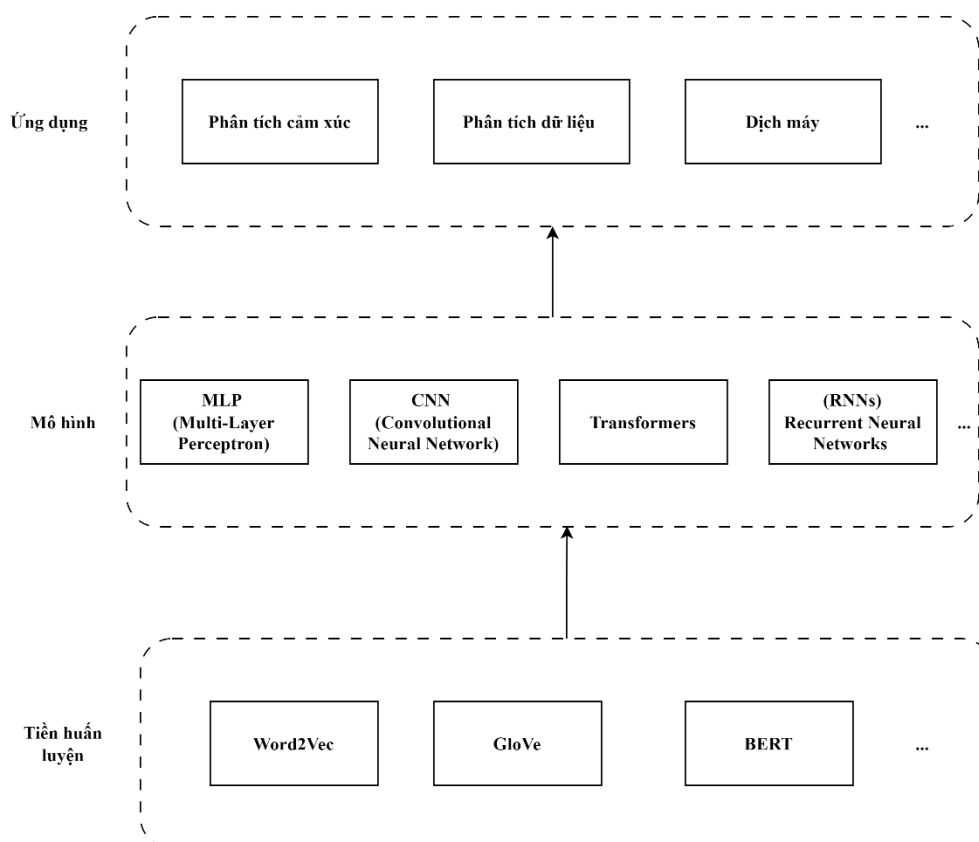 Ứng dụng
Phân tích cảm xúc
Phân tích dữ liệu
Dịch máy
...
Mô hình
MLP
(Multi-Layer
Perceptron)
CNN
(Convolutional
Neural Network)
Transformers
(RNNs)
Recurrent Neural
Networks
...
Tiền huấn
luyện
Word2Vec
GloVe
BERT
...